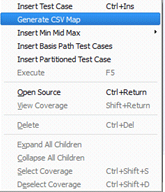 Insert Test Case Ctrl+Ins
Generate CSV Map
Insert Min Mid Max
Insert Basis Path Test Cases
Insert Partitioned Test Case
Execute F5
Open Source Ctrl+Return
View Coverage Shift+Return
Delete Ctrl+Del
Expand All Children
Collapse All Children
Select Coverage Ctrl+Shift+S
Deselect Coverage Ctrl+Shift+D